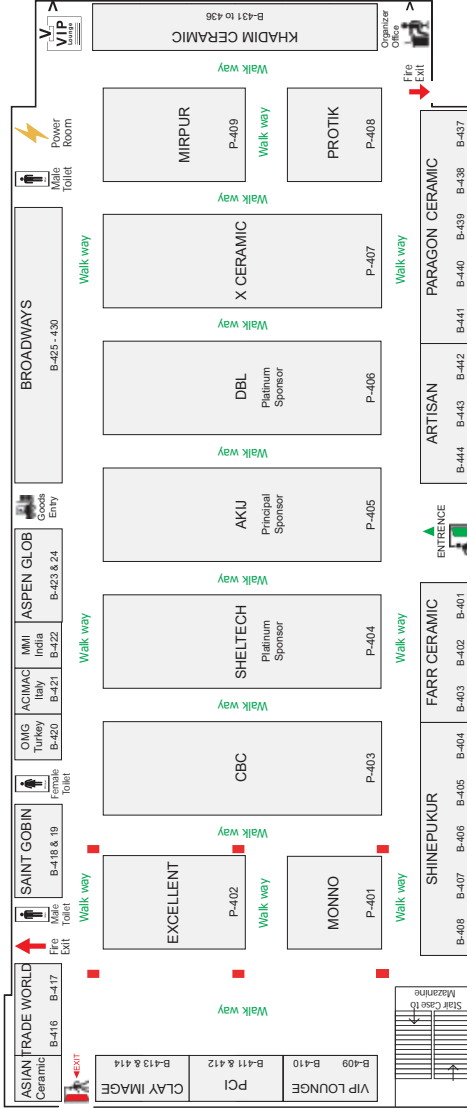 B-431 to 436
KHADIM CERAMIC
V
VIP
Lounge
V
Organizer
Office
Walk way
Walk way
Fire
Exit
Power
Room
Male
Toilet
MIRPUR
P-409
Walk way
PROTIK
P-408
Walk way
Walk way
BROADWAYS
B-425 - 430
Walk way
X CERAMIC
P-407
Walk way
PARAGON CERAMIC
B-441
B-440
B-439
B-438
B-437
Walk way
DBL
Platinum
Sponsor
P-406
ARTISAN
B-444
B-443
B-442
Walk way
Goods
Entry
AKIJ
Principal
Sponsor
P-405
ENTRENCE
ASPEN GLOB
B-423 & 24
MMI
India
B-422
ACIMAC
Italy
B-421
OMG
Turkey
B-420
Walk way
Walk way
SHELTECH
Platinum
Sponsor
P-404
Walk way
FARR CERAMIC
B-403
B-402
B-401
Walk way
Female
Toilet
CBC
P-403
SHINEPUKUR
B-408
B-407
B-406
B-405
B-404
Walk way
SAINT GOBIN
B-418 & 19
Male
Toilet
Fire
Exit
Walk way
EXCELLENT
P-402
Walk way
MONNO
P-401
Walk way
ASIAN TRADE WORLD
Ceramic
B-416
B-417
EXIT
Walk way
B-413 & 414
CLAY IMAGE
B-411 & 412
PCI
B-410
B-409
VIP LOUNGE
Stair Case to
Mazanine